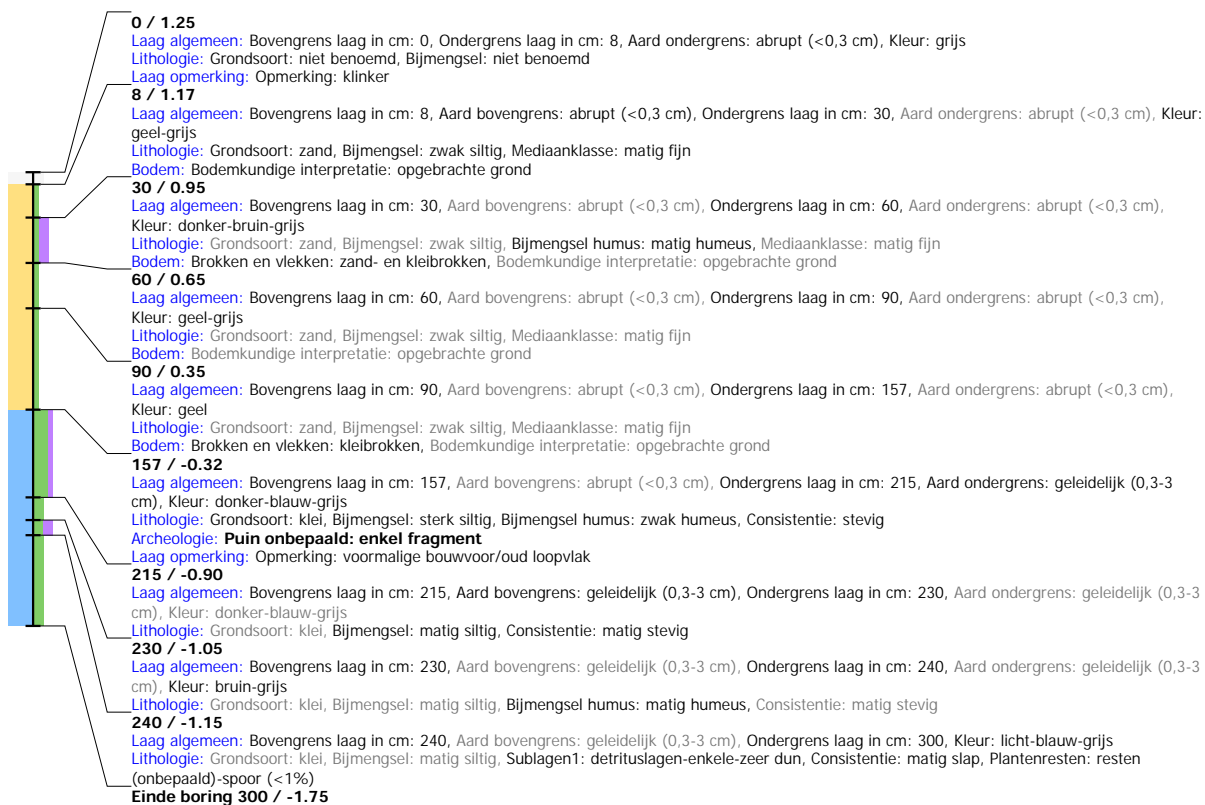 0 / 1.25
Laag algemeen: Bovengrens laag in cm: 0, Ondergrens laag in cm: 8, Aard ondergrens: abrupt (<0,3 cm), Kleur: grijs
Lithologie: Grondsoort: niet benoemd, Bijmengsel: niet benoemd
Laag opmerking: Opmerking: klinker
8 / 1.17
Laag algemeen: Bovengrens laag in cm: 8, Aard bovengrens: abrupt (<0,3 cm), Ondergrens laag in cm: 30, Aard ondergrens: abrupt (<0,3 cm), Kleur:
geel-grijs
Lithologie: Grondsoort: zand, Bijmengsel: zwak siltig, Mediaanklasse: matig fijn
Bodem: Bodemkundige interpretatie: opgebrachte grond
30 / 0.95
Laag algemeen: Bovengrens laag in cm: 30, Aard bovengrens: abrupt (<0,3 cm), Ondergrens laag in cm: 60, Aard ondergrens: abrupt (<0,3 cm),
Kleur: donker-bruin-grijs
Lithologie: Grondsoort: zand, Bijmengsel: zwak siltig, Bijmengsel humus: matig humeus, Mediaanklasse: matig fijn
Bodem: Brokken en vlekken: zand- en kleibrokken, Bodemkundige interpretatie: opgebrachte grond
60 / 0.65
Laag algemeen: Bovengrens laag in cm: 60, Aard bovengrens: abrupt (<0,3 cm), Ondergrens laag in cm: 90, Aard ondergrens: abrupt (<0,3 cm),
Kleur: geel-grijs
Lithologie: Grondsoort: zand, Bijmengsel: zwak siltig, Mediaanklasse: matig fijn
Bodem: Bodemkundige interpretatie: opgebrachte grond
90 / 0.35
Laag algemeen: Bovengrens laag in cm: 90, Aard bovengrens: abrupt (<0,3 cm), Ondergrens laag in cm: 157, Aard ondergrens: abrupt (<0,3 cm),
Kleur: geel
Lithologie: Grondsoort: zand, Bijmengsel: zwak siltig, Mediaanklasse: matig fijn
Bodem: Brokken en vlekken: kleibrokken, Bodemkundige interpretatie: opgebrachte grond
157 / -0.32
Laag algemeen: Bovengrens laag in cm: 157, Aard bovengrens: abrupt (<0,3 cm), Ondergrens laag in cm: 215, Aard ondergrens: geleidelijk (0,3-3
cm), Kleur: donker-blauw-grijs
Lithologie: Grondsoort: klei, Bijmengsel: sterk siltig, Bijmengsel humus: zwak humeus, Consistentie: stevig
Archeologie: Puin onbepaald: enkel fragment
Laag opmerking: Opmerking: voormalige bouwvoor/oud loopvlak
215 / -0.90
Laag algemeen: Bovengrens laag in cm: 215, Aard bovengrens: geleidelijk (0,3-3 cm), Ondergrens laag in cm: 230, Aard ondergrens: geleidelijk (0,3-3
cm), Kleur: donker-blauw-grijs
Lithologie: Grondsoort: klei, Bijmengsel: matig siltig, Consistentie: matig stevig
230 / -1.05
Laag algemeen: Bovengrens laag in cm: 230, Aard bovengrens: geleidelijk (0,3-3 cm), Ondergrens laag in cm: 240, Aard ondergrens: geleidelijk (0,3-3
cm), Kleur: bruin-grijs
Lithologie: Grondsoort: klei, Bijmengsel: matig siltig, Bijmengsel humus: matig humeus, Consistentie: matig stevig
240 / -1.15
Laag algemeen: Bovengrens laag in cm: 240, Aard bovengrens: geleidelijk (0,3-3 cm), Ondergrens laag in cm: 300, Kleur: licht-blauw-grijs
Lithologie: Grondsoort: klei, Bijmengsel: matig siltig, Sublagen1: detrituslagen-enkele-zeer dun, Consistentie: matig slap, Plantenresten: resten
(onbepaald)-spoor (<1%)
Einde boring 300 / -1.75